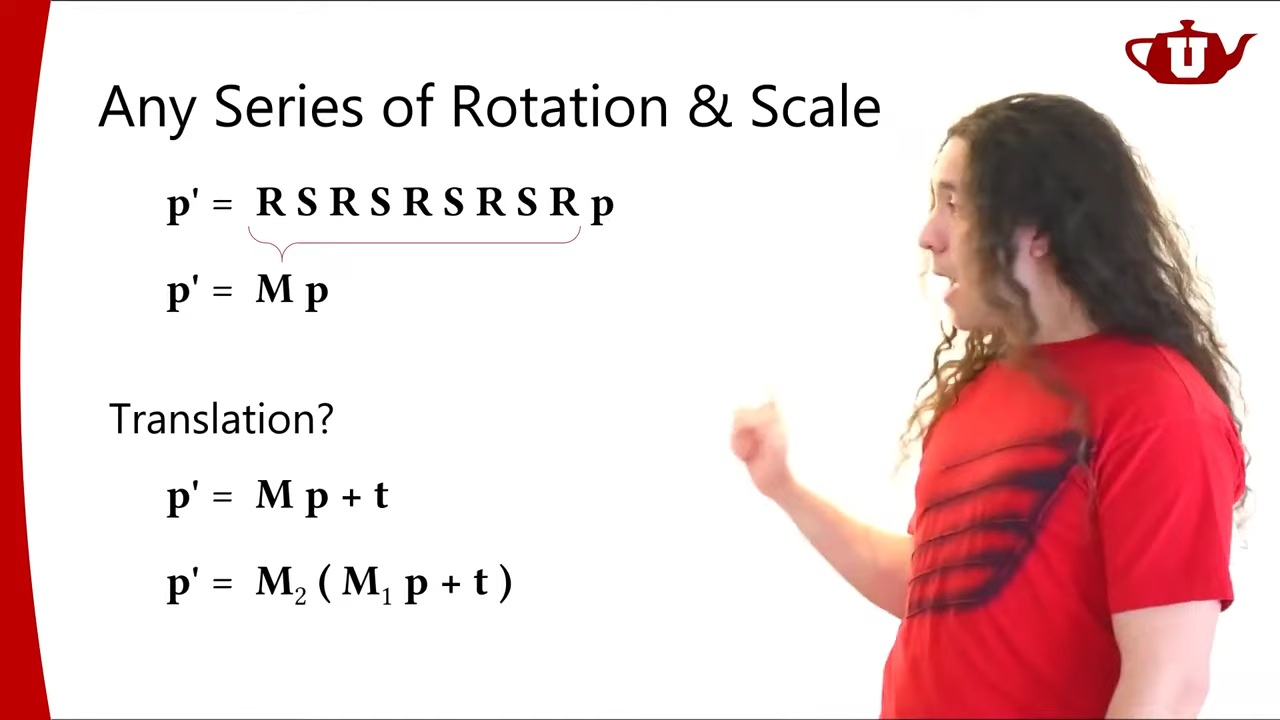 U
Any Series of Rotation & Scale
p' = R S R S R S R S R p
p' = M p
Translation?
p' = M p + t
p' = M₂ ( M₁ p + t )